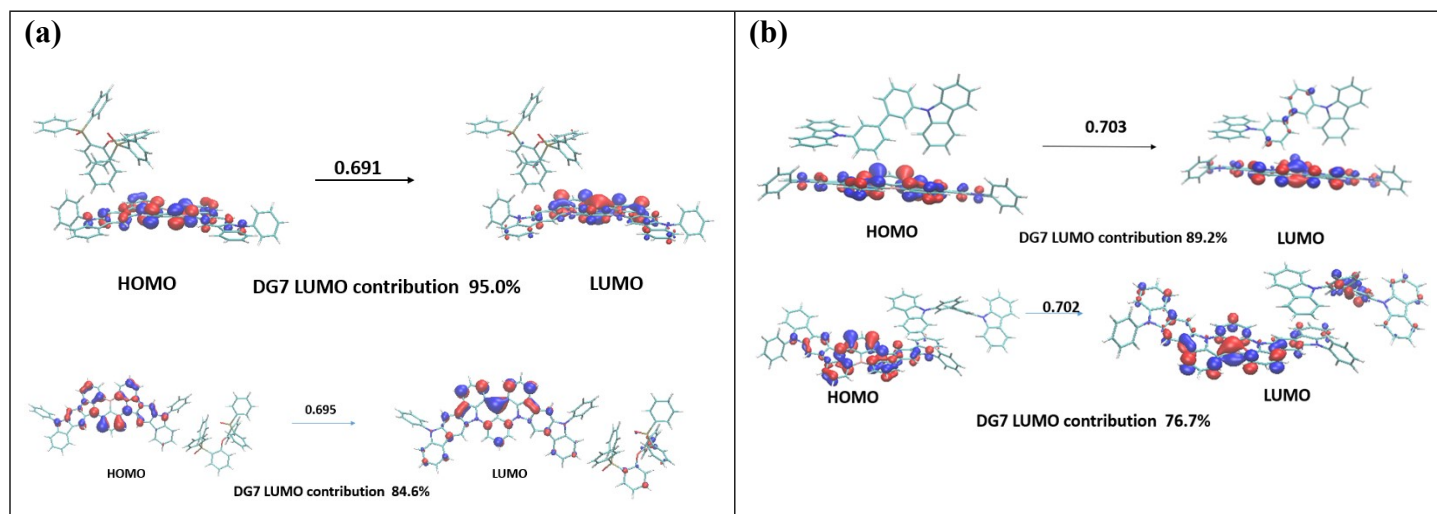 (a)
0.691
HOMO
LUMO
DG7 LUMO contribution 95.0%
0.695
HOMO
LUMO
DG7 LUMO contribution 84.6%
(b)
0.703
HOMO
LUMO
DG7 LUMO contribution 89.2%
0.702
HOMO
LUMO
DG7 LUMO contribution 76.7%